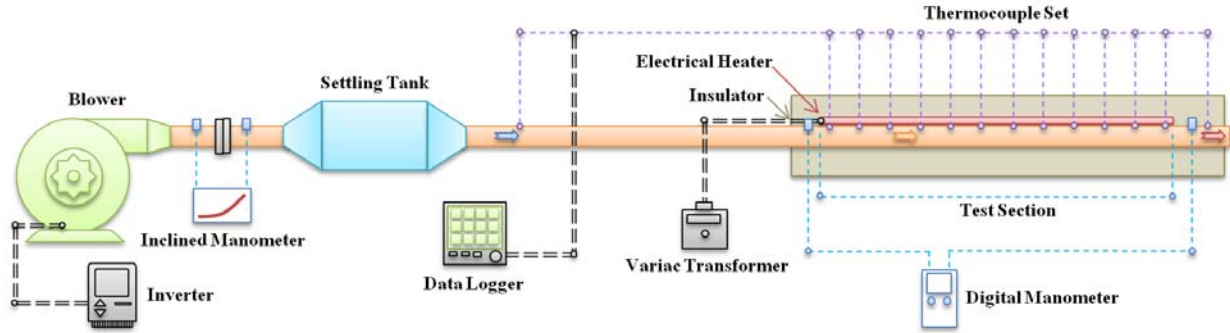 Thermocouple Set
Electrical Heater
Settling Tank
Blower
Insulator
Test Section
Inclined Manometer
Variac Transformer
Data Logger
Inverter
Digital Manometer